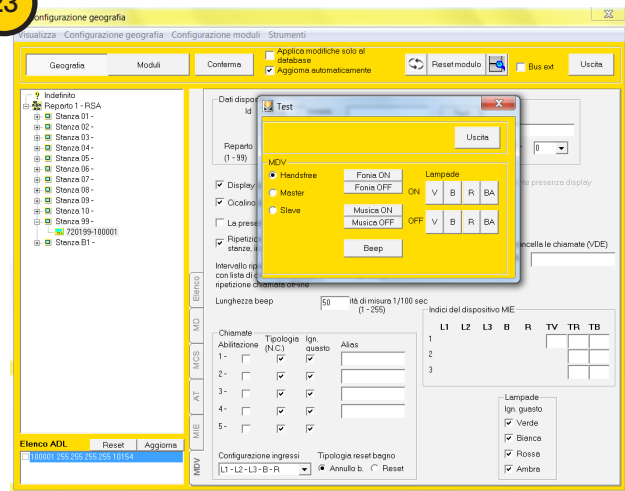 23
Configurazione geografia
Visualizza Configurazione geografia Configurazione moduli Strumenti
Geografia Moduli Conferma Applica modifiche solo al database Aggiorna automaticamente Reset modulo Bus ext Uscita
? Indefinito
Reparto 1 - RSA
Stanza 01 -
Stanza 02 -
Stanza 03 -
Stanza 04 -
Stanza 05 -
Stanza 06 -
Stanza 07 -
Stanza 08 -
Stanza 09 -
Stanza 10 -
Stanza 99 -
720199-100001
Stanza B1 -
Elenco ADL Reset Aggiorna
100001 255.255.255.255 10154
Elenco
MD
MCS
AT
MIE
MDV
Dati dispos
Id
Reparto
(1 - 99)
0
Display
presenza display
Cicalino
La prese
Ripetizio
stanze, i
ancella le chiamate (VDE)
Intervallo rip
con lista di c
ripetizione chiamata off-line
Lunghezza beep 50 ità di misura 1/100 sec
(1 - 255)
Test
Uscita
MDV
Handsfree
Master
Slave
Fonia ON
Fonia OFF
Musica ON
Musica OFF
Beep
Lampade
ON V B R BA
OFF V B R BA
Indici del dispositivo MIE
L1 L2 L3 B R TV TR TB
1
2
3
Chiamate
Abilitazione Tipologia (N.C.) Ign. guasto Alias
1 -
2 -
3 -
4 -
5 -
Configurazione ingressi
L1 - L2 - L3 - B - R
Tipologia reset bagno
Annullo b. Reset
Lampade
Ign. guasto
Verde
Bianca
Rossa
Ambra